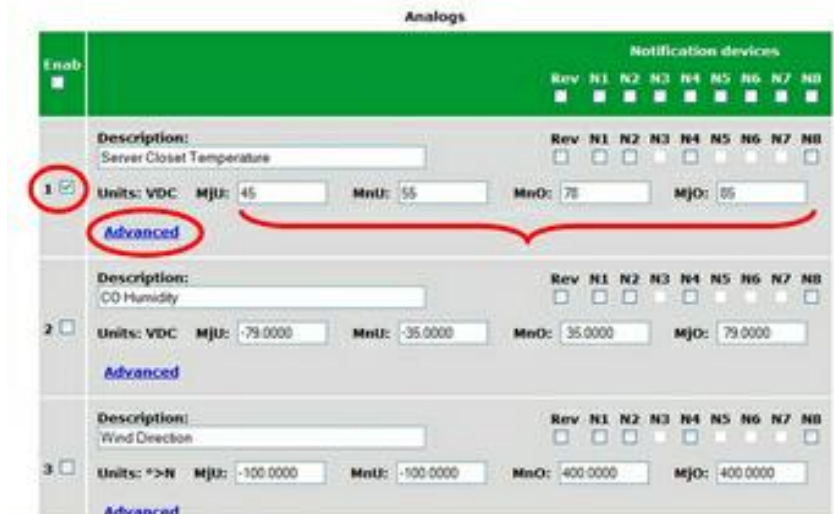 Analogs
Enab
Notification devices
Rev N1 N2 N3 N4 N5 N6 N7 N8
Description:
Rev N1 N2 N3 N4 N5 N6 N7 N8
Server Closet Temperature
1 Units: VDC MjU: 45 MnU: 55 MnO: 78 MjO: 85
Advanced
Description:
Rev N1 N2 N3 N4 N5 N6 N7 N8
CO Humidity
2 Units: VDC MjU: -79.0000 MnU: -35.0000 MnO: 35.0000 MjO: 79.0000
Advanced
Description:
Rev N1 N2 N3 N4 N5 N6 N7 N8
Wind Direction
3 Units: °>N MjU: -100.0000 MnU: -100.0000 MnO: 400.0000 MjO: 400.0000
Advanced